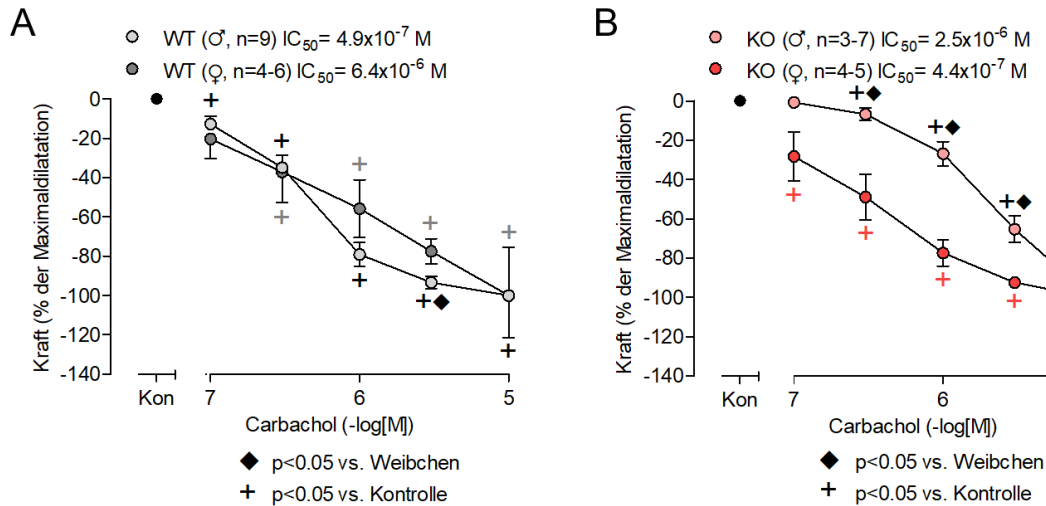 A
WT (♂, n=9) IC50= 4.9x10-7 M
WT (♀, n=4-6) IC50= 6.4x10-6 M
Kraft (% der Maximaldilatation)
0
-20
-40
-60
-80
-100
-120
-140
Kon
7
6
5
Carbachol (-log[M])
◆ p<0.05 vs. Weibchen
+ p<0.05 vs. Kontrolle
B
KO (♂, n=3-7) IC50= 2.5x10-6 M
KO (♀, n=4-5) IC50= 4.4x10-7 M
Kraft (% der Maximaldilatation)
0
-20
-40
-60
-80
-100
-120
-140
Kon
7
6
Carbachol (-log[M])
◆ p<0.05 vs. Weibchen
+ p<0.05 vs. Kontrolle